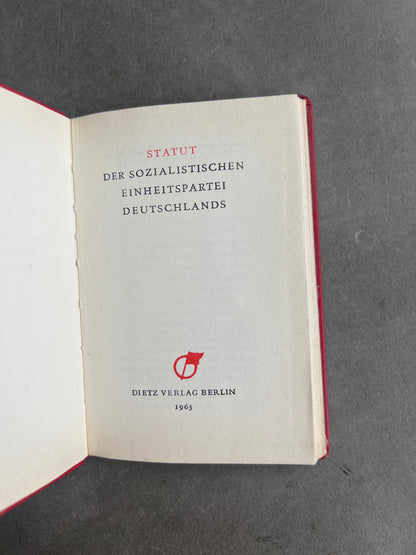 STATUT
DER SOZIALISTISCHEN
EINHEITSPARTEI
DEUTSCHLANDS
DIETZ VERLAG BERLIN
1963